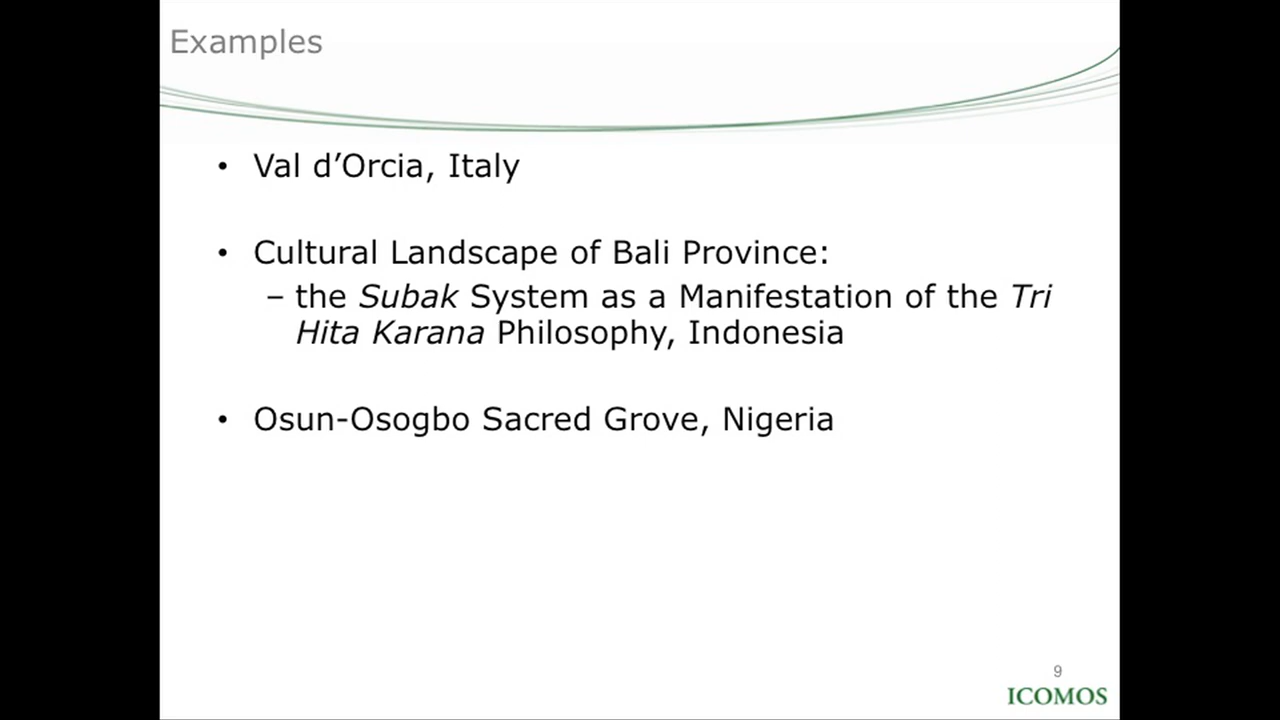 Examples
• Val d’Orcia, Italy
• Cultural Landscape of Bali Province:
– the Subak System as a Manifestation of the Tri
Hita Karana Philosophy, Indonesia
• Osun-Osogbo Sacred Grove, Nigeria
9
ICOMOS